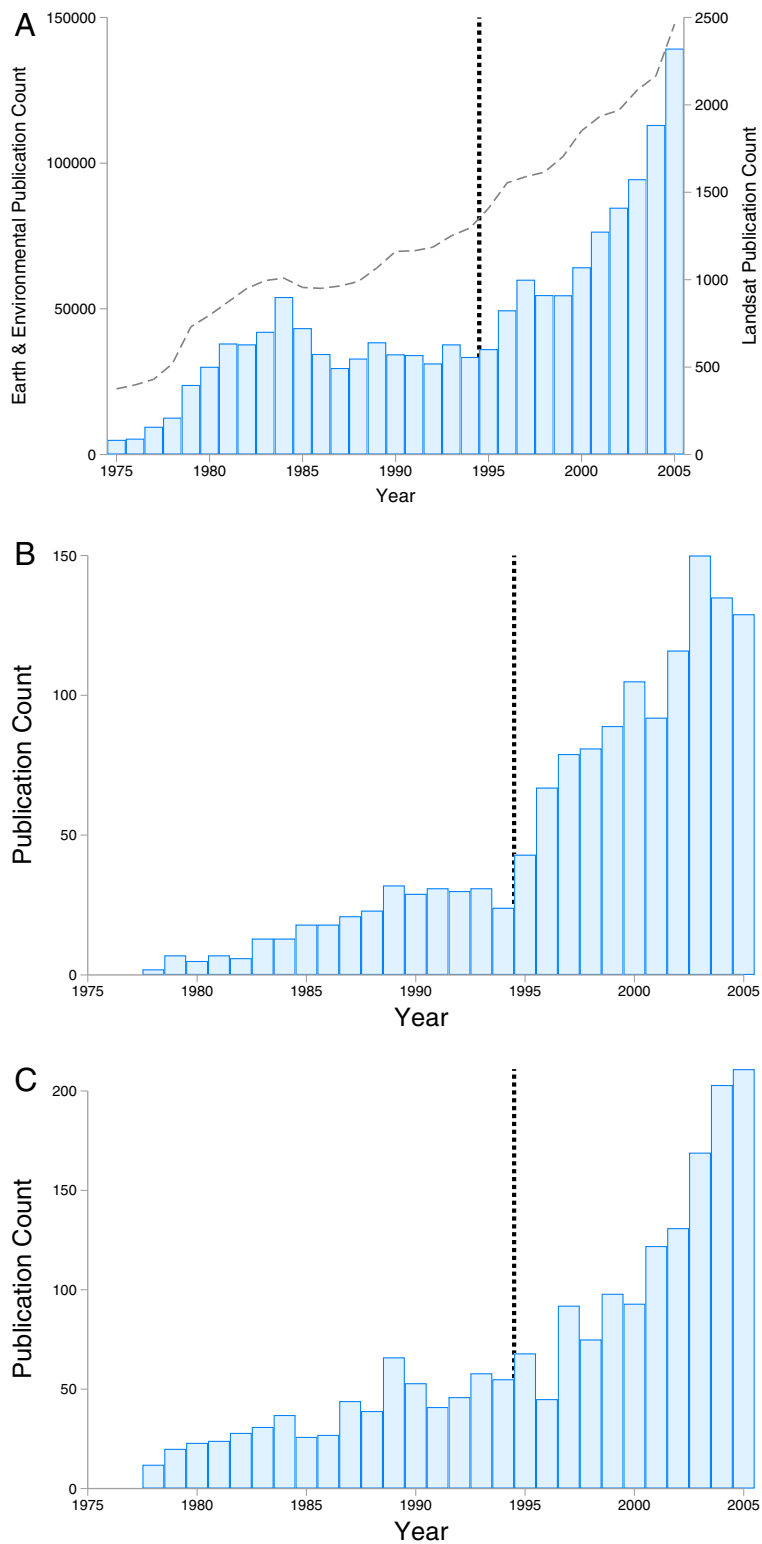 A
150000
100000
50000
0
Earth & Environmental Publication Count
2500
2000
1500
1000
500
0
Landsat Publication Count
1975 1980 1985 1990 1995 2000 2005
Year
B
150
100
50
0
Publication Count
1975 1980 1985 1990 1995 2000 2005
Year
C
200
150
100
50
0
Publication Count
1975 1980 1985 1990 1995 2000 2005
Year